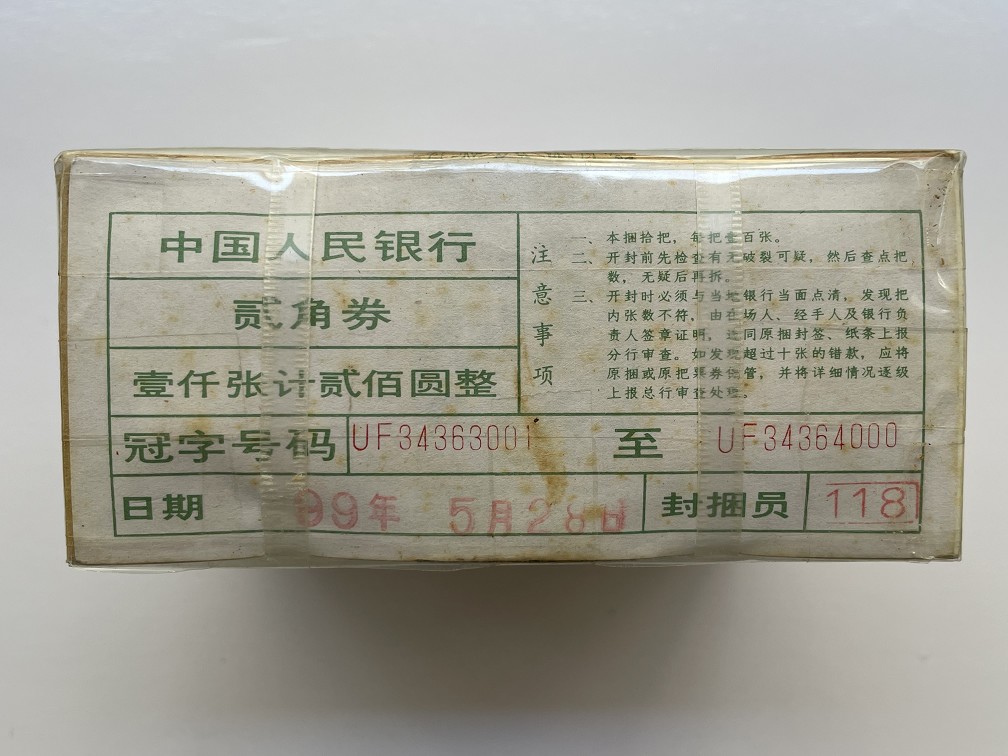 中国人民银行
贰角券
壹仟张计贰佰圆整
注意事项
一、本捆拾把，每把壹百张。
二、开封前先检查有无破裂可疑，然后查点把
数，无疑后再拆。
三、开封时必须与当地银行当面点清，发现把
内张数不符，由在场人、经手人及银行负
责人签章证明，连同原捆封签、纸条上报
分行审查。如发现超过十张的错款，应将
原捆或原把票券保管，并将详细情况逐级
上报总行审查处理。
冠字号码 UF34363001 至 UF34364000
日期 99年 5月28日 封捆员 118